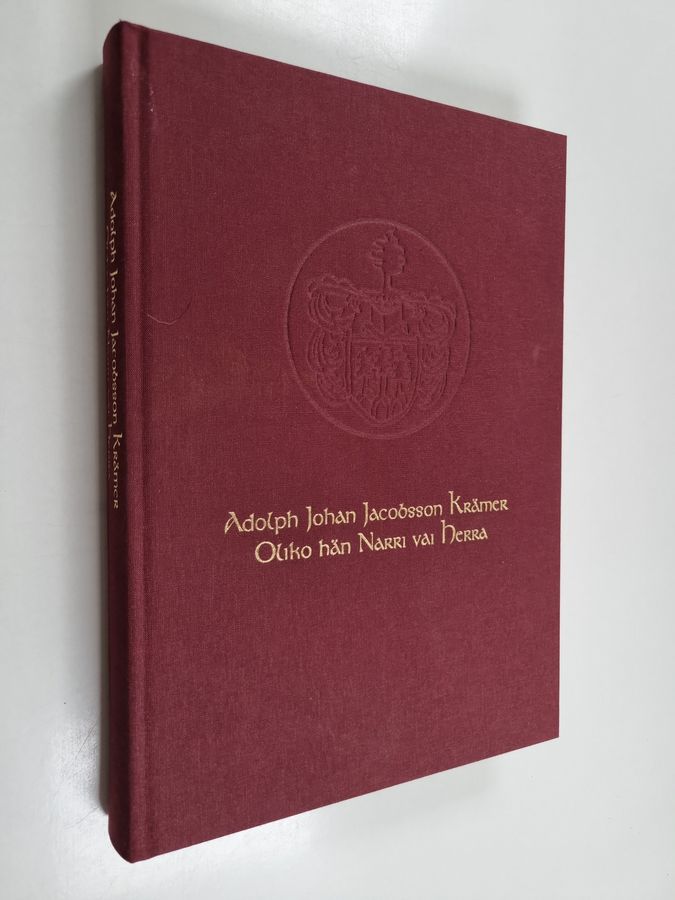 Adolph Johan Jacobsson Krämer
Oliko hän Narri vai Herra
Adolph Johan Jacobsson Krämer